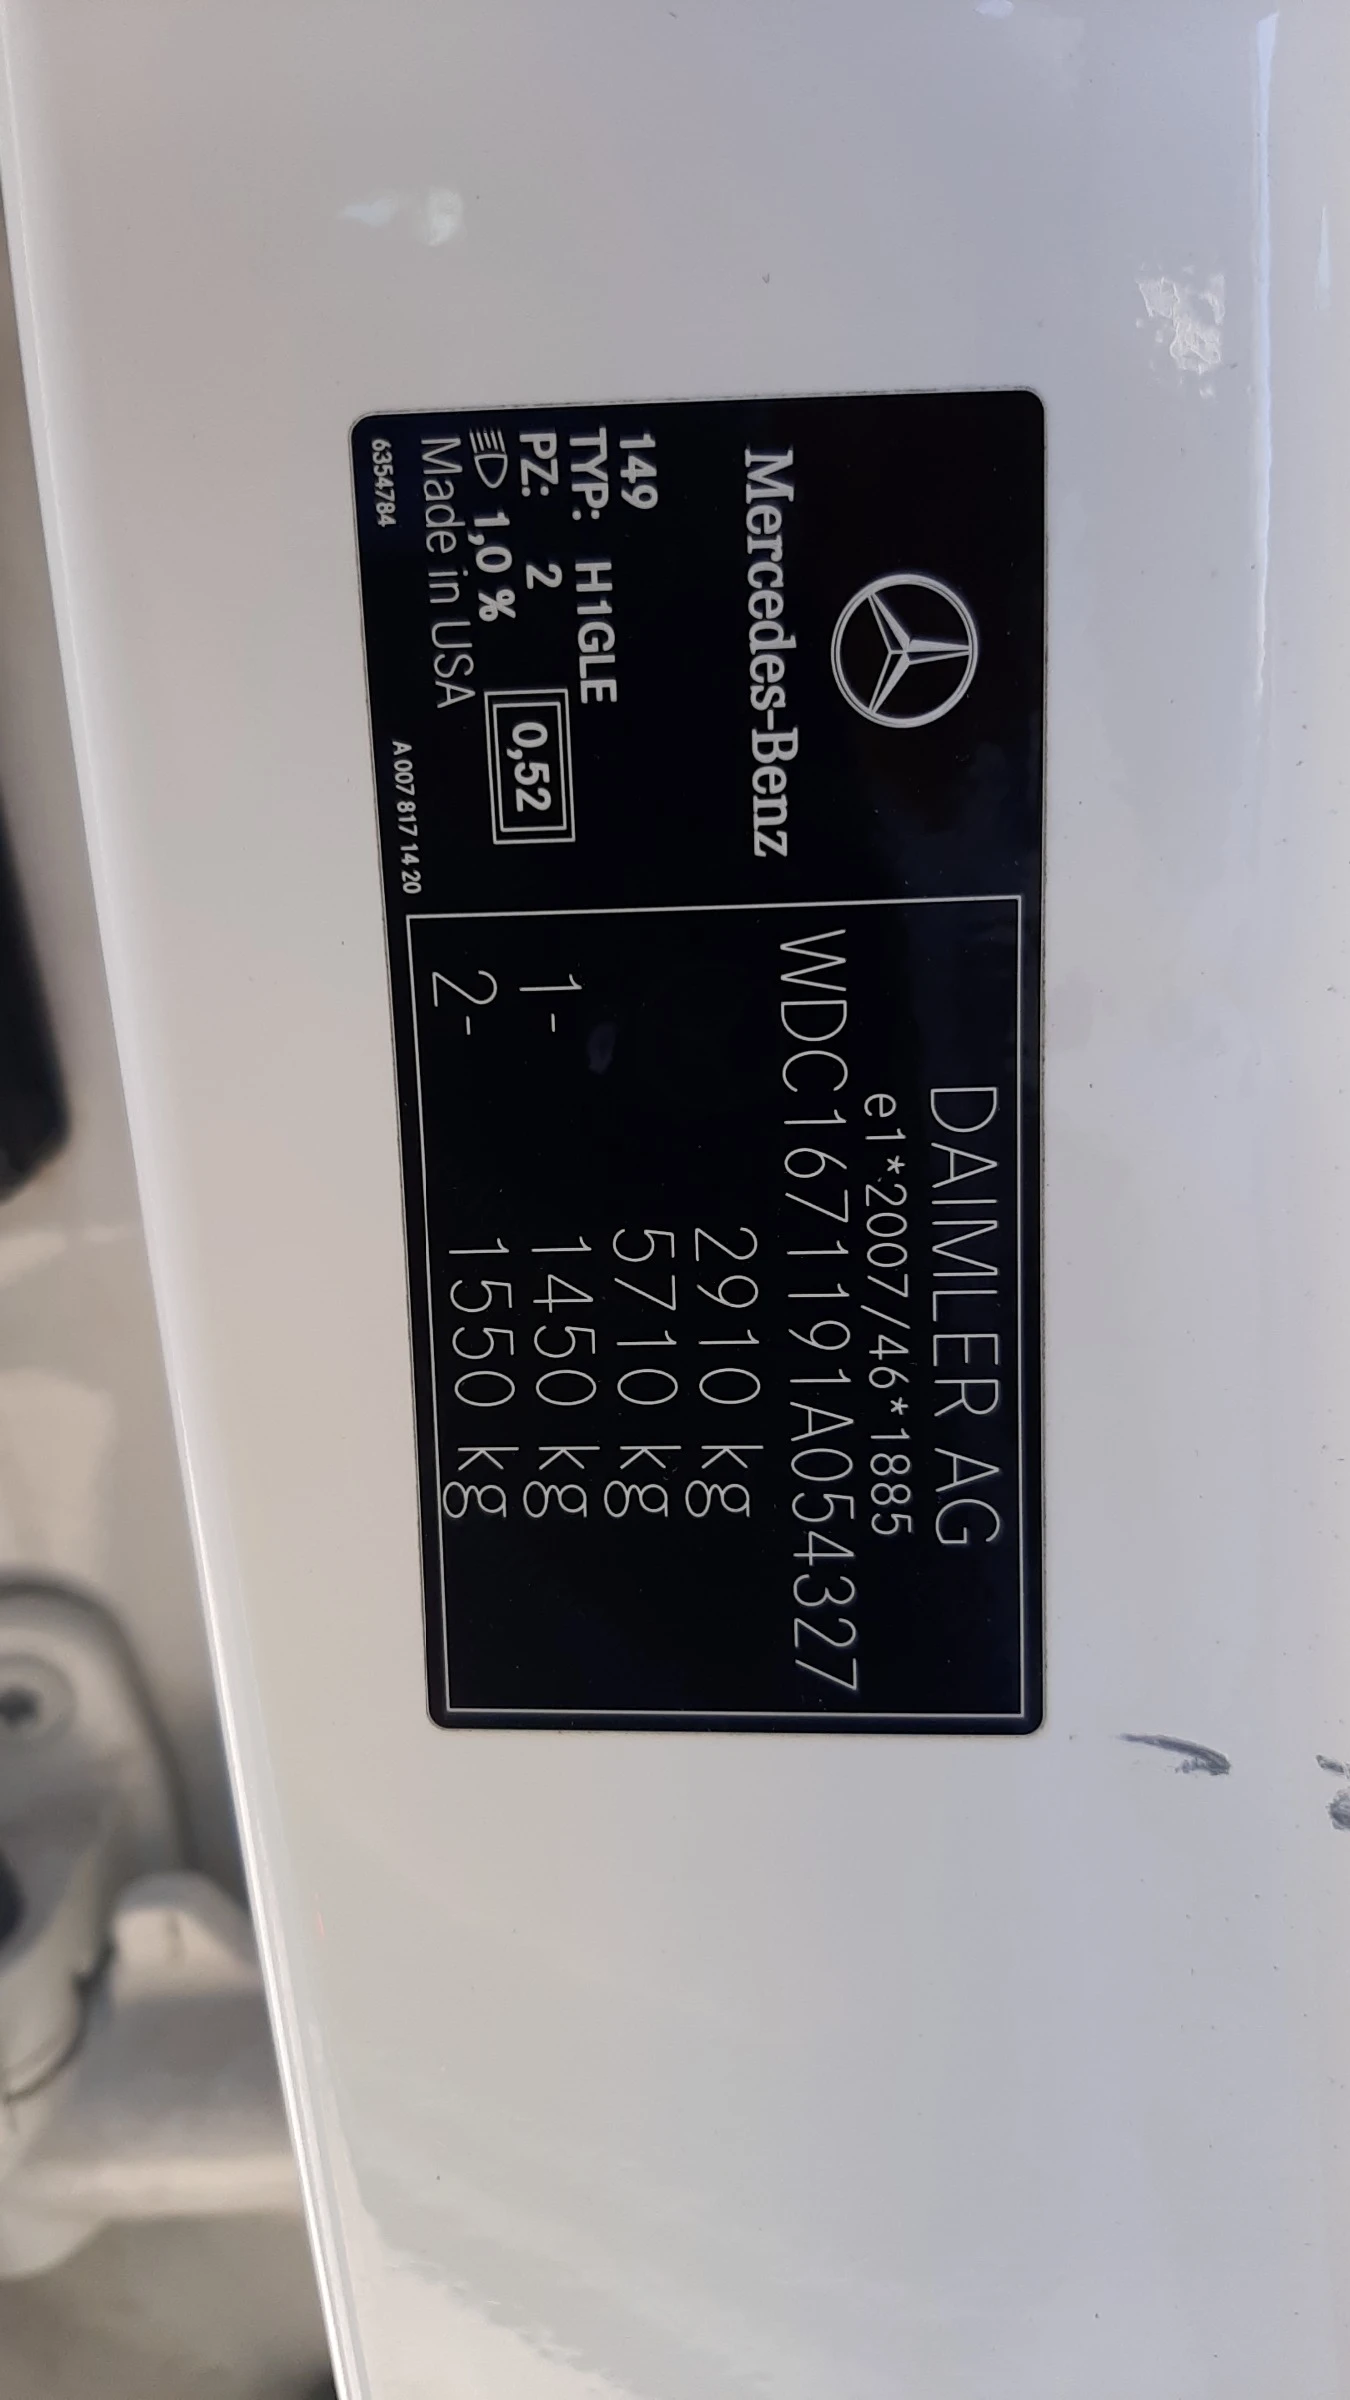 Mercedes-Benz
149
TYP: H1GLE
PZ: 2
1,0 %
0,52
Made in USA
6354784
A 007 817 14 20
DAIMLER AG
e1*2007/46*1885
WDC1671191A054327
2910 kg
5710 kg
1- 1450 kg
2- 1550 kg